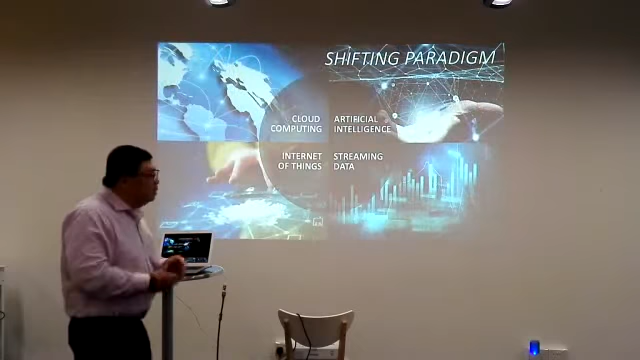 SHIFTING PARADIGM
CLOUD
COMPUTING
ARTIFICIAL
INTELLIGENCE
INTERNET
OF THINGS
STREAMING
DATA